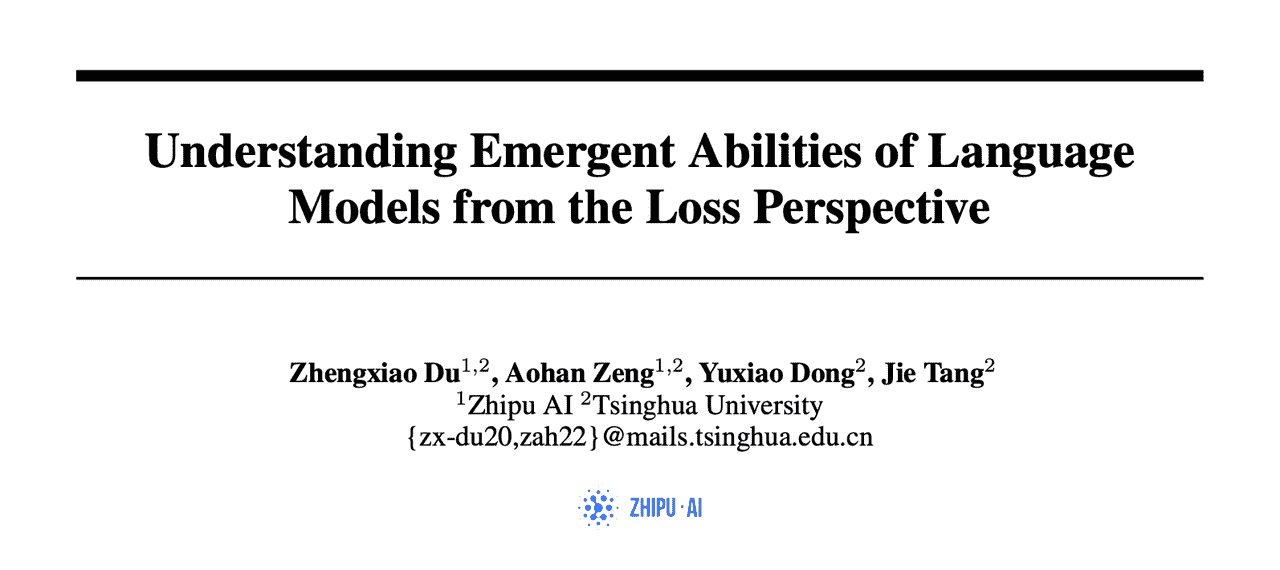 Understanding Emergent Abilities of Language
Models from the Loss Perspective
Zhengxiao Du¹,², Aohan Zeng¹,², Yuxiao Dong², Jie Tang²
¹Zhipu AI ²Tsinghua University
{zx-du20,zah22}@mails.tsinghua.edu.cn
ZHIPU·AI